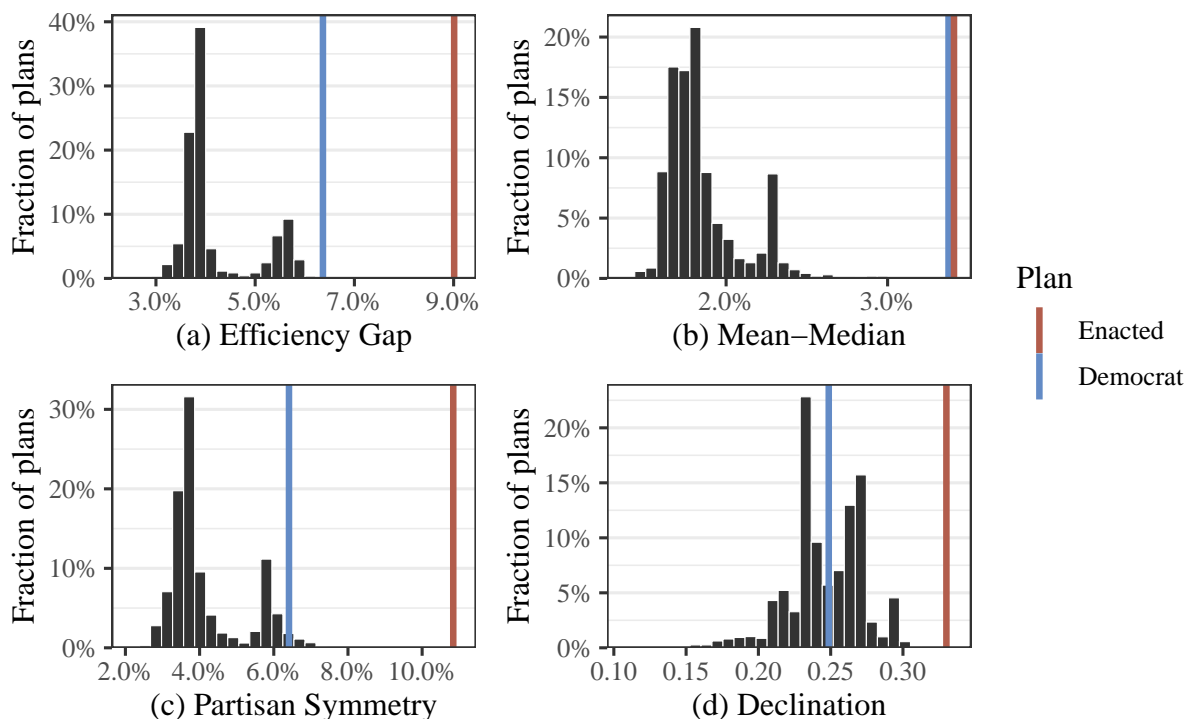 40%
30%
20%
10%
0%
Fraction of plans
3.0% 5.0% 7.0% 9.0%
(a) Efficiency Gap
20%
15%
10%
5%
0%
Fraction of plans
2.0% 3.0%
(b) Mean−Median
30%
20%
10%
0%
Fraction of plans
2.0% 4.0% 6.0% 8.0% 10.0%
(c) Partisan Symmetry
20%
15%
10%
5%
0%
Fraction of plans
0.10 0.15 0.20 0.25 0.30
(d) Declination
Plan
Enacted
Democrat